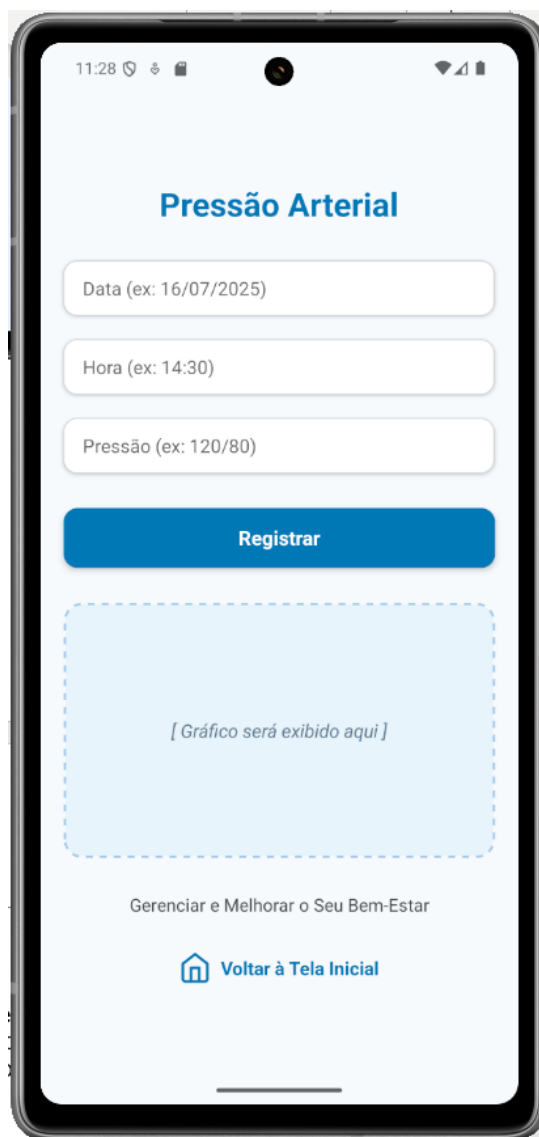 11:28
Pressão Arterial
Data (ex: 16/07/2025)
Hora (ex: 14:30)
Pressão (ex: 120/80)
Registrar
[ Gráfico será exibido aqui ]
Gerenciar e Melhorar o Seu Bem-Estar
Voltar à Tela Inicial